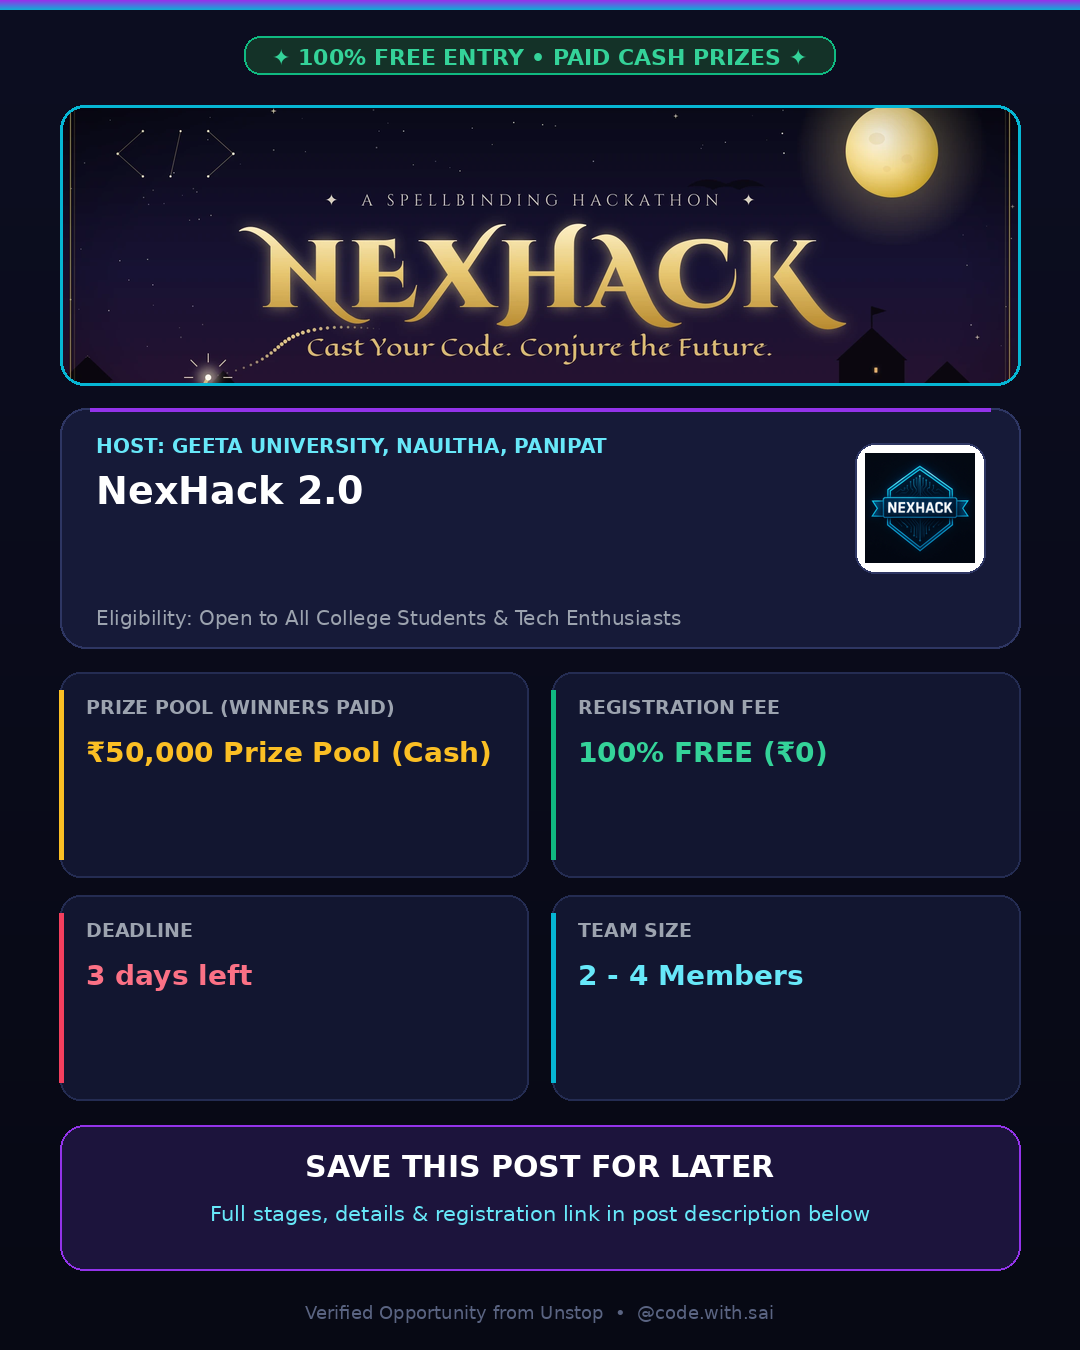 ✦ 100% FREE ENTRY • PAID CASH PRIZES ✦
✦ A SPELLBINDING HACKATHON ✦
NEXHACK
Cast Your Code. Conjure the Future.
HOST: GEETA UNIVERSITY, NAULTHA, PANIPAT
NexHack 2.0
NEXHACK
Eligibility: Open to All College Students & Tech Enthusiasts
PRIZE POOL (WINNERS PAID)
₹50,000 Prize Pool (Cash)
REGISTRATION FEE
100% FREE (₹0)
DEADLINE
3 days left
TEAM SIZE
2 - 4 Members
SAVE THIS POST FOR LATER
Full stages, details & registration link in post description below
Verified Opportunity from Unstop • @code.with.sai